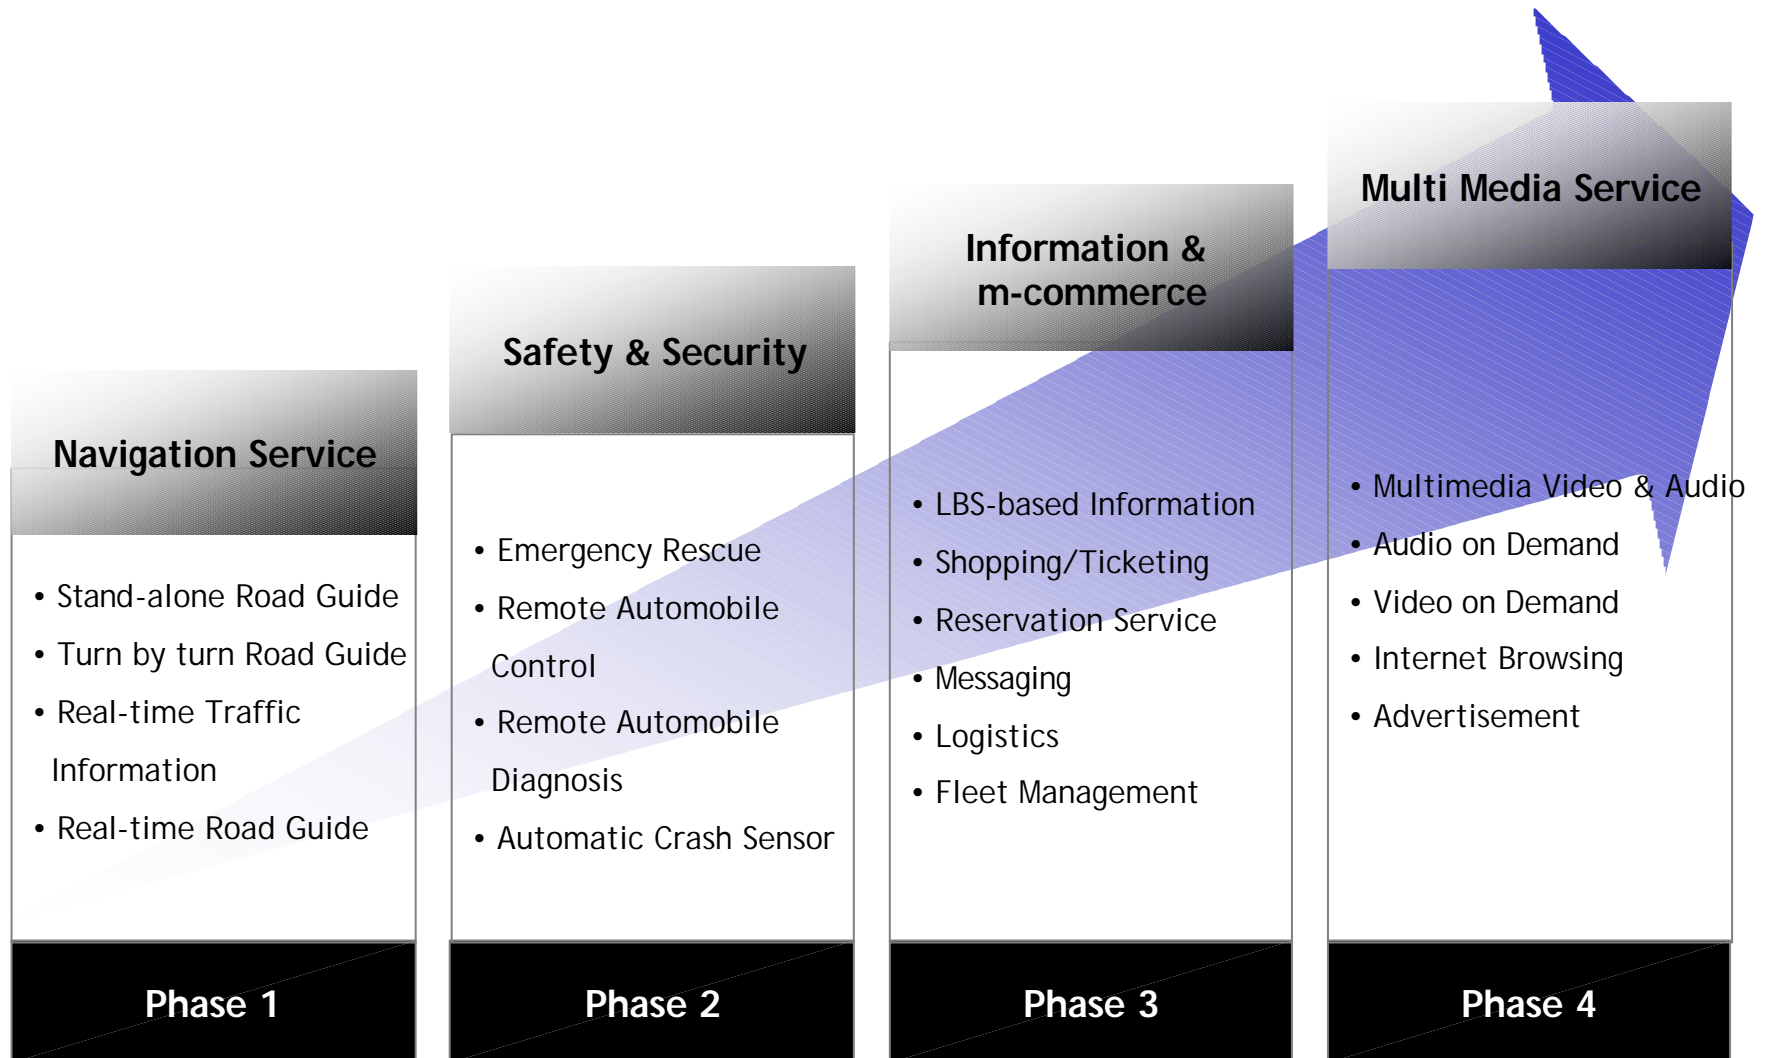 Navigation Service
• Stand-alone Road Guide
• Turn by turn Road Guide
• Real-time Traffic
Information
• Real-time Road Guide
Phase 1
Safety & Security
• Emergency Rescue
• Remote Automobile
Control
• Remote Automobile
Diagnosis
• Automatic Crash Sensor
Phase 2
Information &
m-commerce
• LBS-based Information
• Shopping/Ticketing
• Reservation Service
• Messaging
• Logistics
• Fleet Management
Phase 3
Multi Media Service
• Multimedia Video & Audio
• Audio on Demand
• Video on Demand
• Internet Browsing
• Advertisement
Phase 4